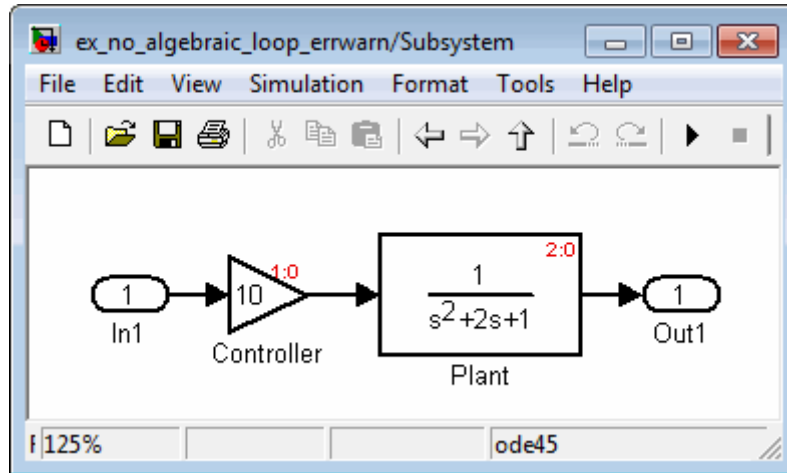 ex_no_algebraic_loop_errwarn/Subsystem
File Edit View Simulation Format Tools Help
1:0
2:0
1
10
1
1
s²+2s+1
In1
Controller
Plant
Out1
125%
ode45